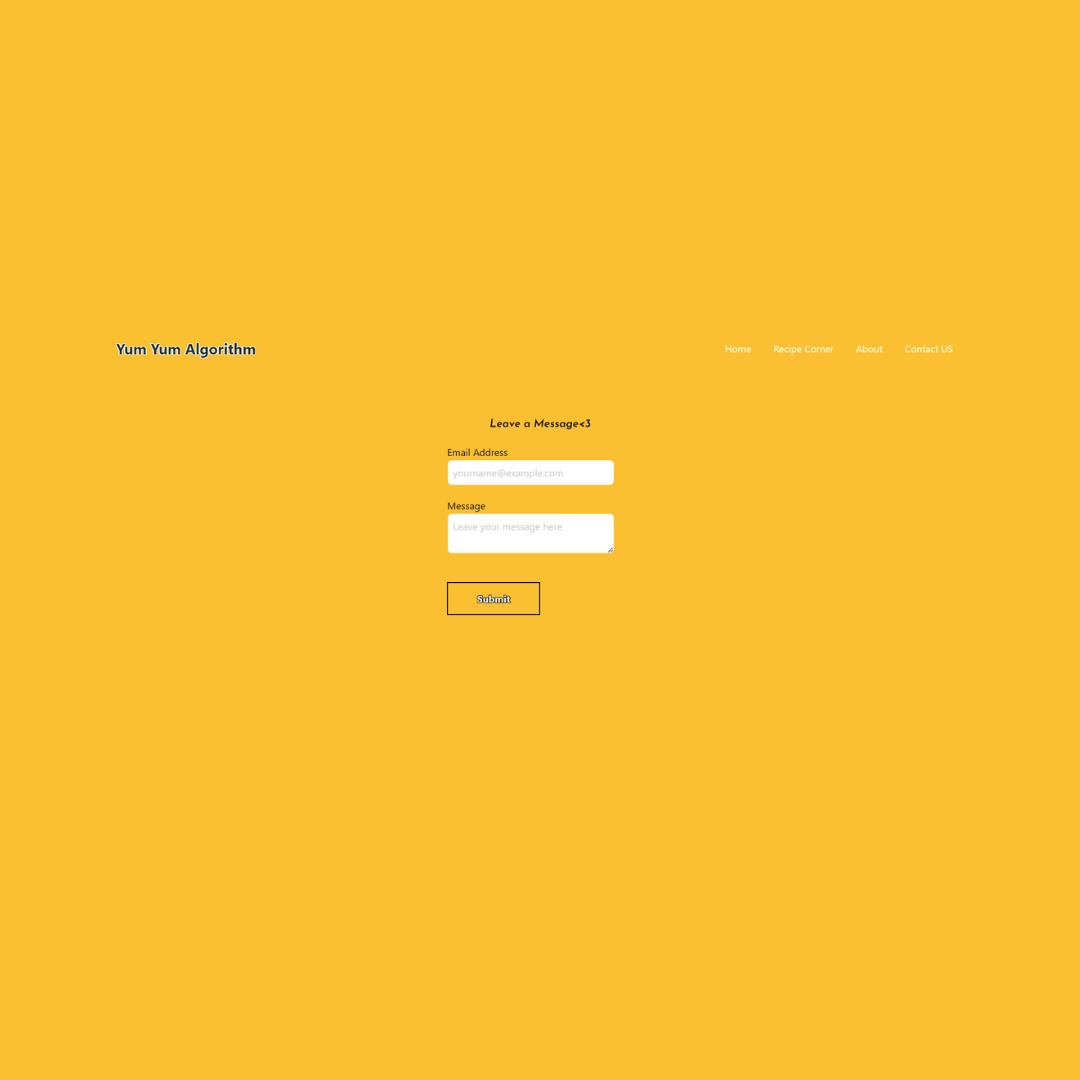 Yum Yum Algorithm
Home Recipe Corner About Contact US
Leave a Message<3
Email Address
yourname@example.com
Message
Leave your message here
Submit